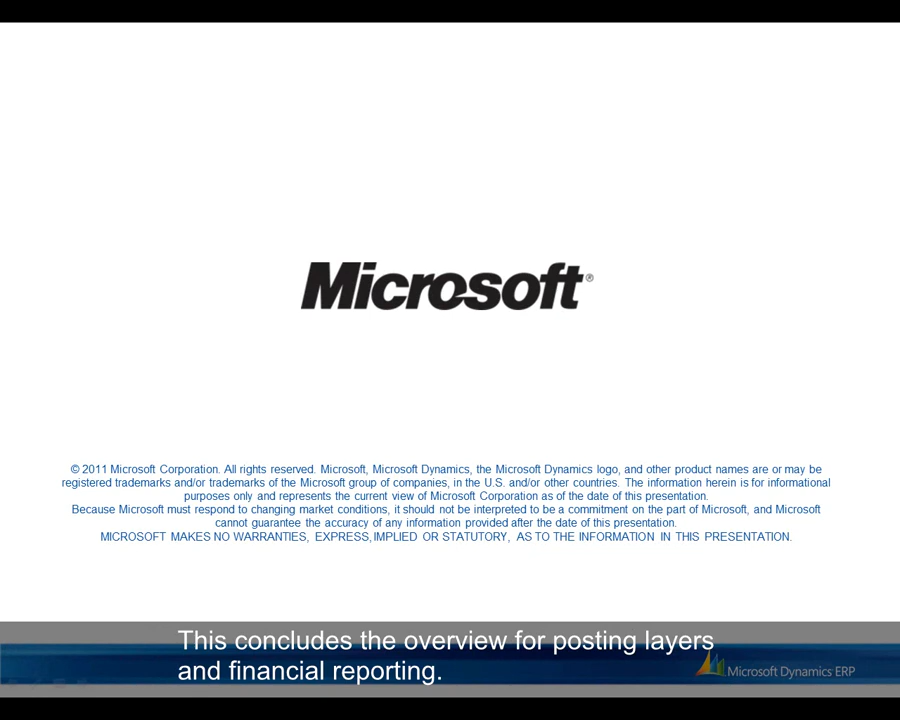 Microsoft®
© 2011 Microsoft Corporation. All rights reserved. Microsoft, Microsoft Dynamics, the Microsoft Dynamics logo, and other product names are or may be
registered trademarks and/or trademarks of the Microsoft group of companies, in the U.S. and/or other countries. The information herein is for informational
purposes only and represents the current view of Microsoft Corporation as of the date of this presentation.
Because Microsoft must respond to changing market conditions, it should not be interpreted to be a commitment on the part of Microsoft, and Microsoft
cannot guarantee the accuracy of any information provided after the date of this presentation.
MICROSOFT MAKES NO WARRANTIES, EXPRESS, IMPLIED OR STATUTORY, AS TO THE INFORMATION IN THIS PRESENTATION.
This concludes the overview for posting layers
and financial reporting.
Microsoft Dynamics® ERP